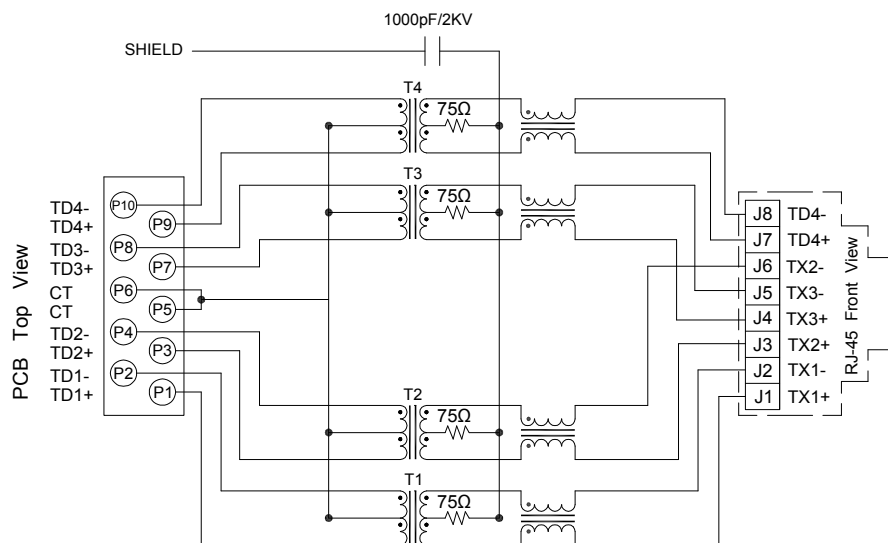 1000pF/2KV
SHIELD
T4
75Ω
T3
75Ω
TD4-
TD4+
TD3-
TD3+
CT
CT
TD2-
TD2+
TD1-
TD1+
P10
P9
P8
P7
P6
P5
P4
P3
P2
P1
PCB Top View
J8 TD4-
J7 TD4+
J6 TX2-
J5 TX3-
J4 TX3+
J3 TX2+
J2 TX1-
J1 TX1+
RJ-45 Front View
T2
75Ω
T1
75Ω